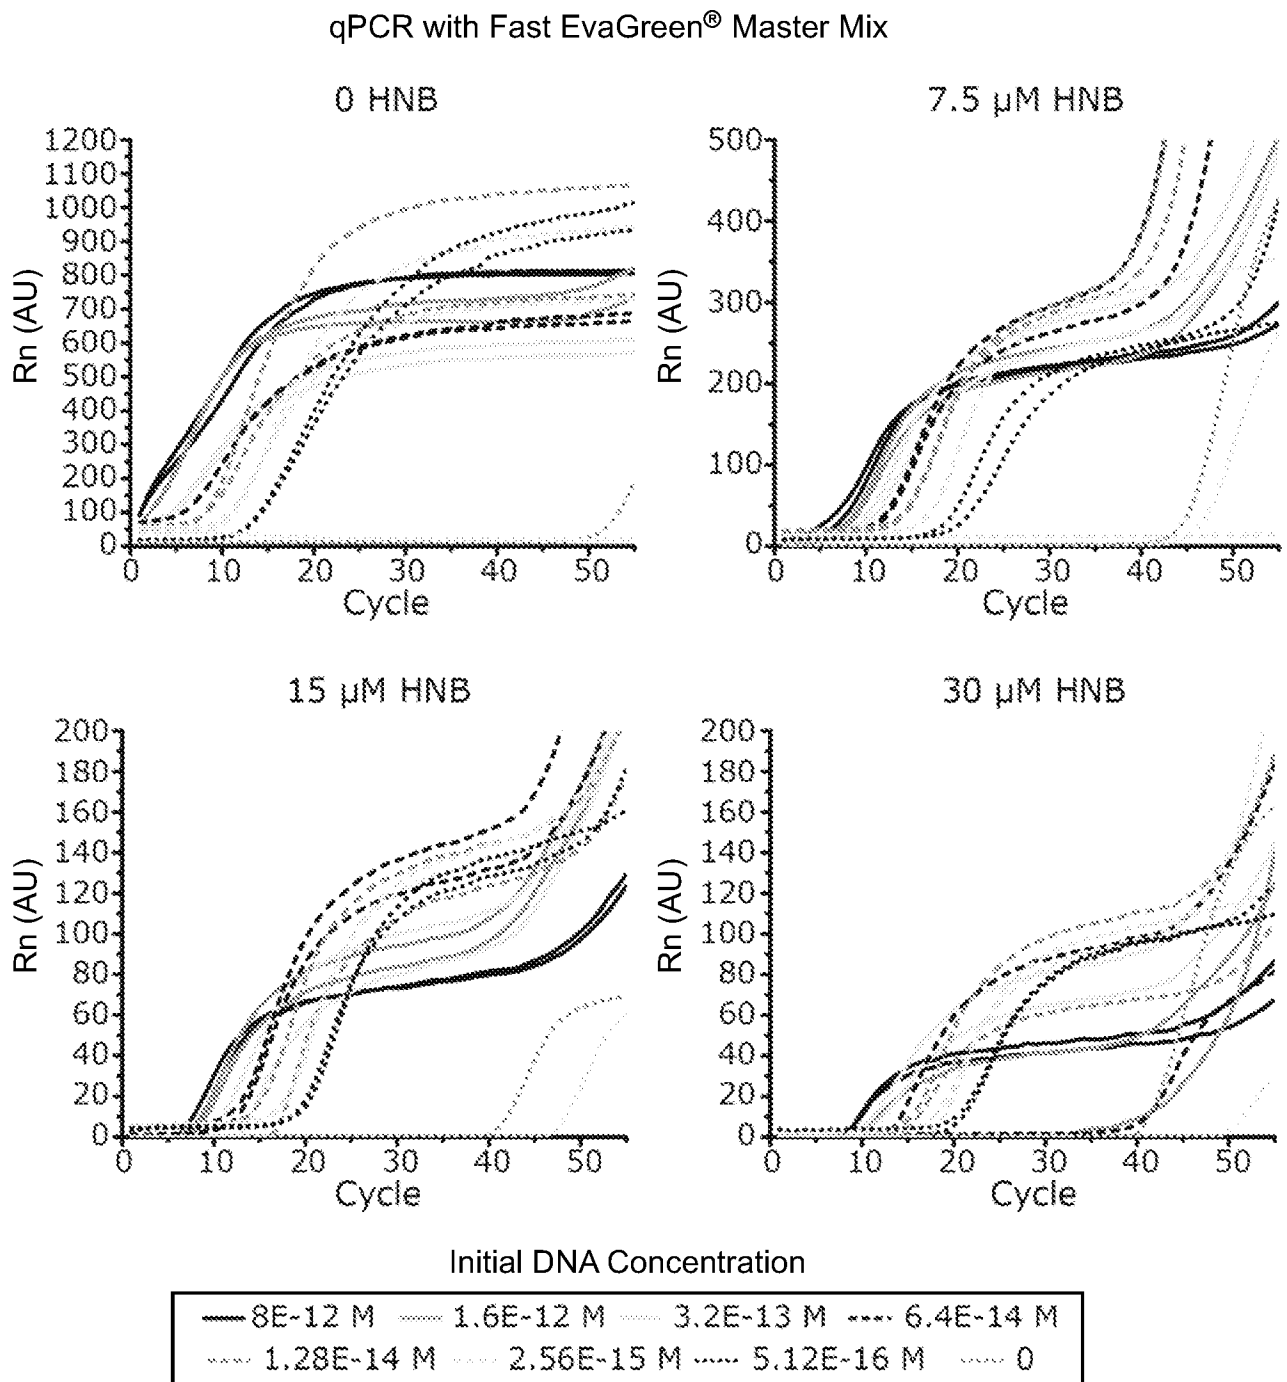 qPCR with Fast EvaGreen® Master Mix
0 HNB
1200
1100
1000
900
800
700
600
500
400
300
200
100
0
Rn (AU)
0 10 20 30 40 50
Cycle
7.5 µM HNB
500
400
300
200
100
0
Rn (AU)
0 10 20 30 40 50
Cycle
15 µM HNB
200
180
160
140
120
100
80
60
40
20
0
Rn (AU)
0 10 20 30 40 50
Cycle
30 µM HNB
200
180
160
140
120
100
80
60
40
20
0
Rn (AU)
0 10 20 30 40 50
Cycle
Initial DNA Concentration
8E-12 M 1.6E-12 M 3.2E-13 M 6.4E-14 M
1.28E-14 M 2.56E-15 M 5.12E-16 M 0